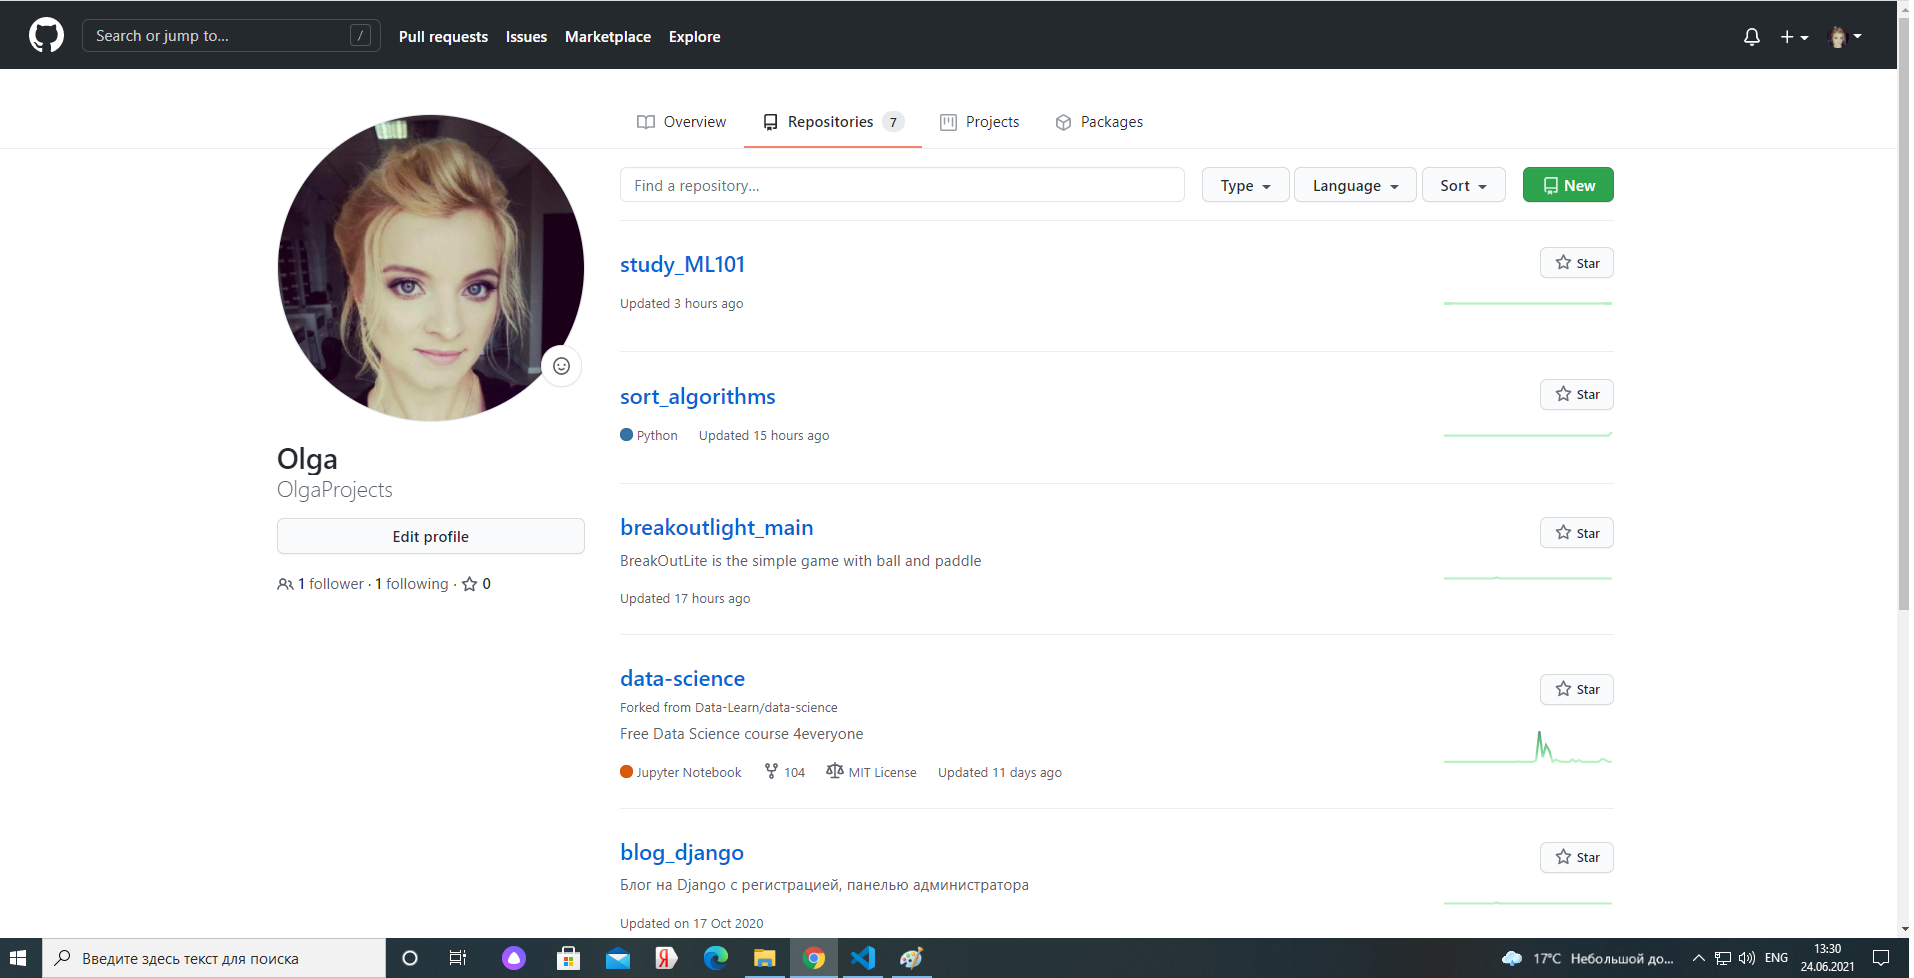 Search or jump to... /
Pull requests Issues Marketplace Explore
Overview Repositories 7 Projects Packages
Find a repository... Type Language Sort New
Olga
OlgaProjects
Edit profile
1 follower · 1 following · 0
study_ML101 Star
Updated 3 hours ago
sort_algorithms Star
Python Updated 15 hours ago
breakoutlight_main Star
BreakOutLite is the simple game with ball and paddle
Updated 17 hours ago
data-science Star
Forked from Data-Learn/data-science
Free Data Science course 4everyone
Jupyter Notebook 104 MIT License Updated 11 days ago
blog_django Star
Блог на Django с регистрацией, панелью администратора
Updated on 17 Oct 2020
Введите здесь текст для поиска
Я
17°C Небольшой до... ENG
13:30
24.06.2021